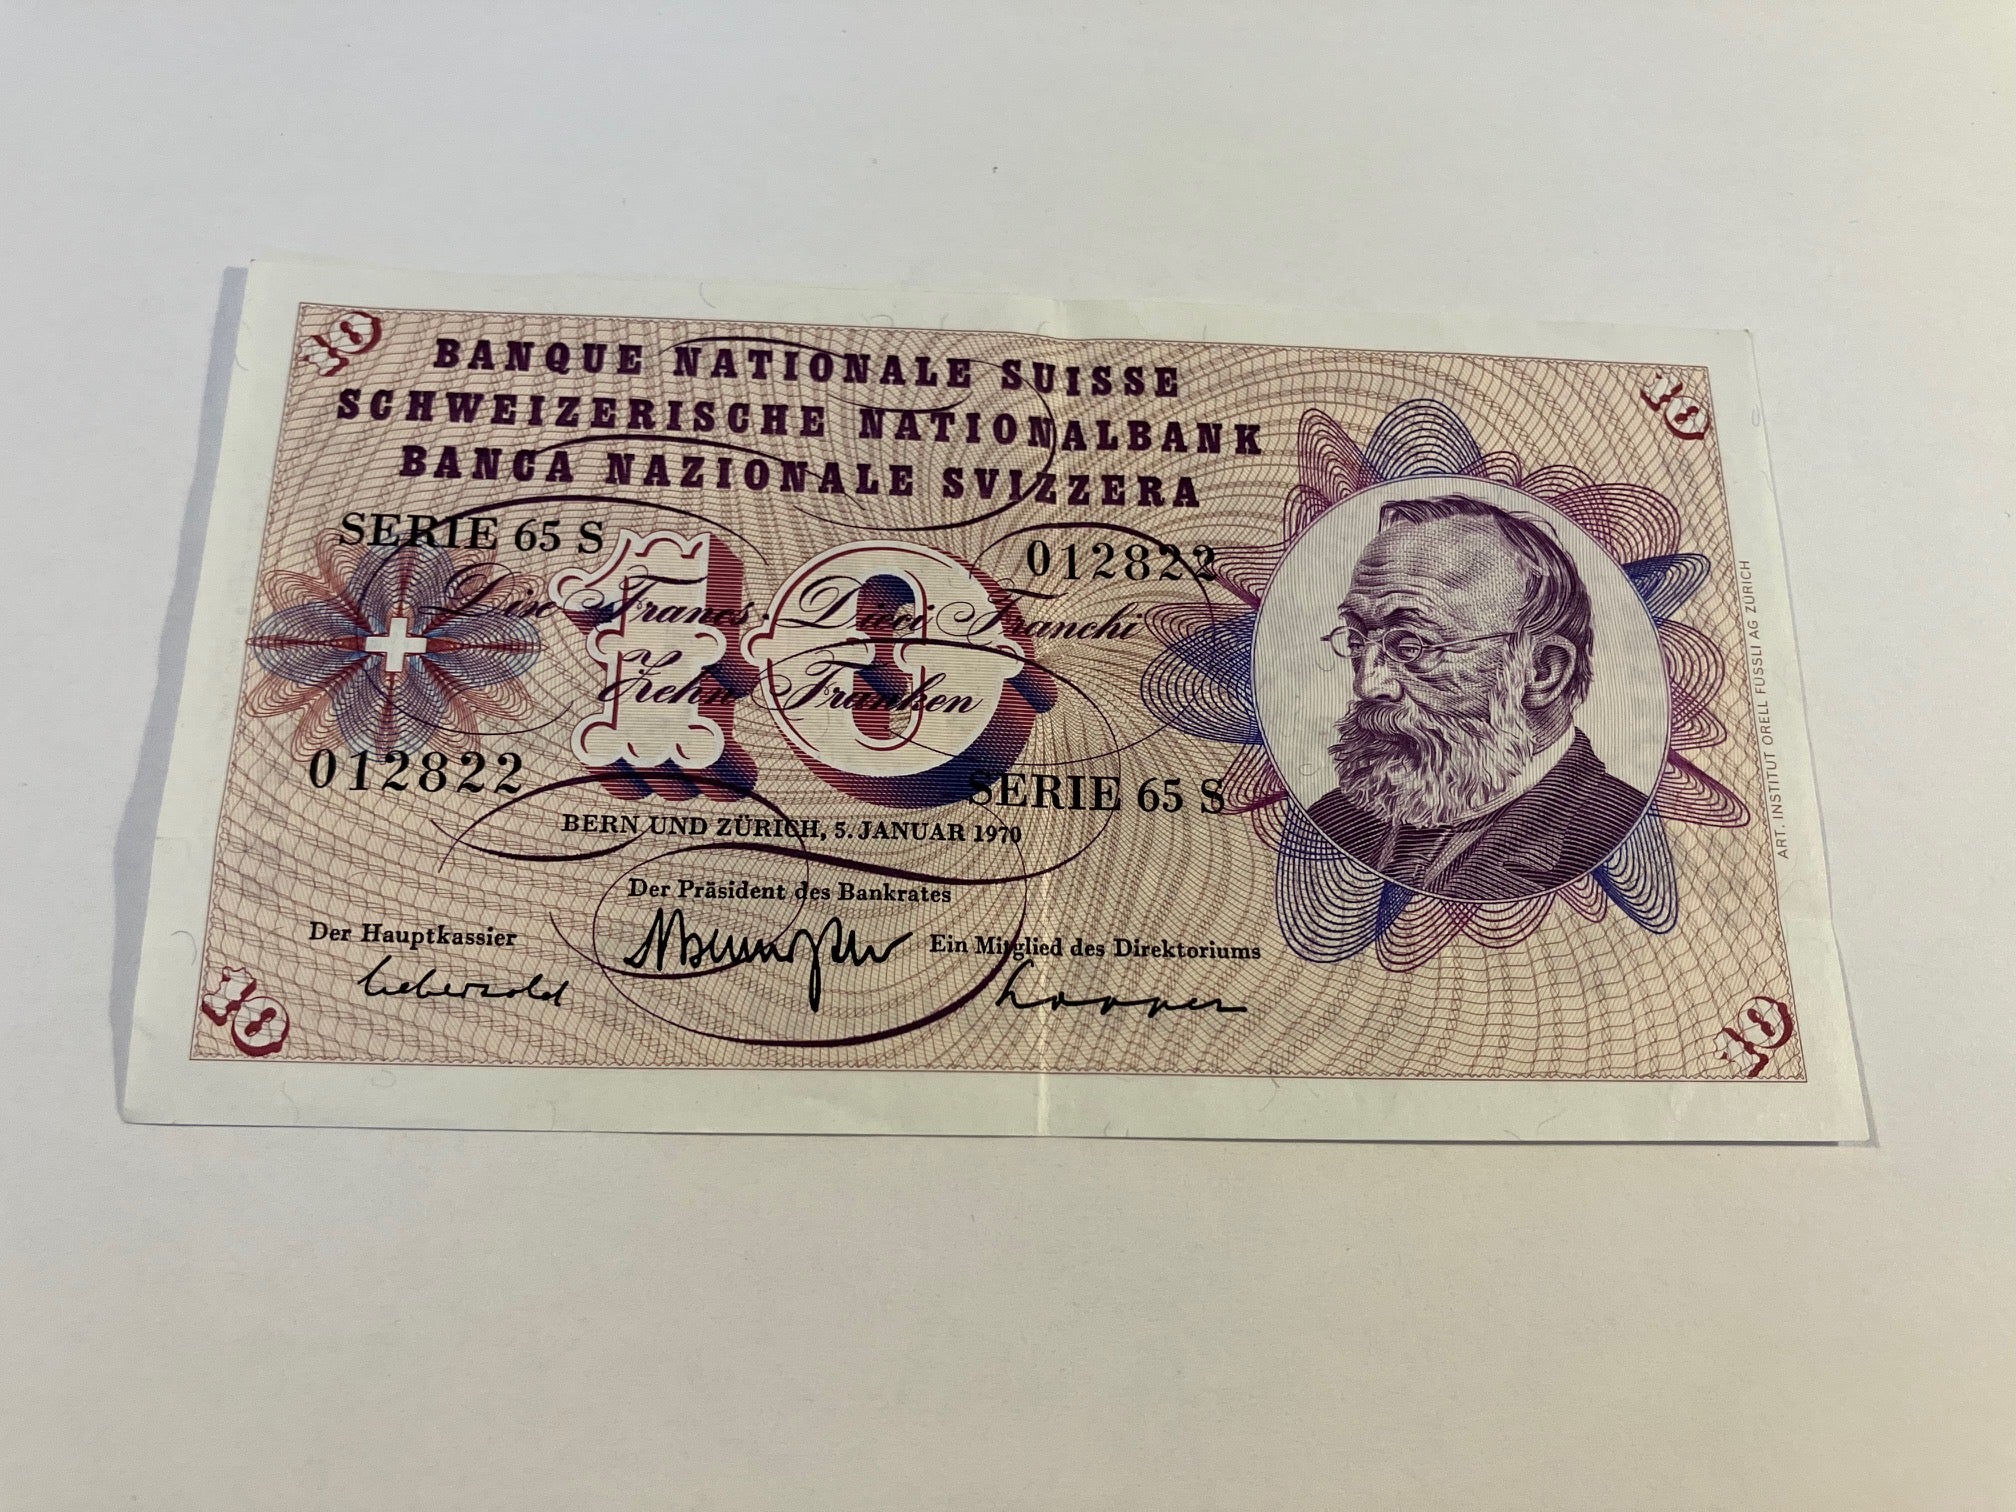 10
10
BANQUE NATIONALE SUISSE
SCHWEIZERISCHE NATIONALBANK
BANCA NAZIONALE SVIZZERA
SERIE 65 S
012822
10
Dix Francs · Dieci Franchi
Zehn Franken
012822
SERIE 65 S
BERN UND ZÜRICH, 5. JANUAR 1970
Der Präsident des Bankrates
Der Hauptkassier
Ein Mitglied des Direktoriums
10
10
ART. INSTITUT ORELL FÜSSLI AG ZÜRICH